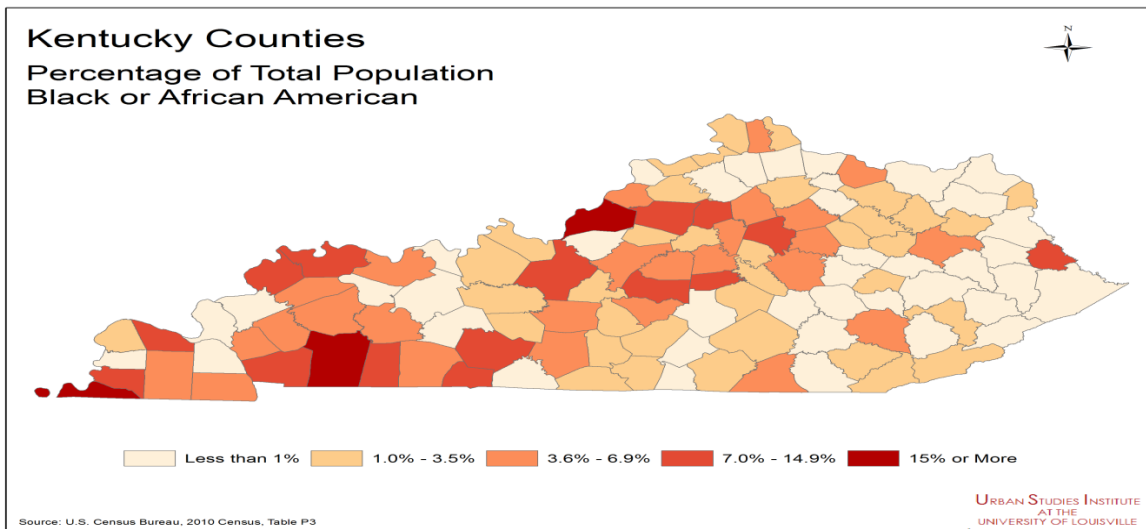 Kentucky Counties
Percentage of Total Population
Black or African American
N
Less than 1%
1.0% - 3.5%
3.6% - 6.9%
7.0% - 14.9%
15% or More
Source: U.S. Census Bureau, 2010 Census, Table P3
URBAN STUDIES INSTITUTE
AT THE
UNIVERSITY OF LOUISVILLE